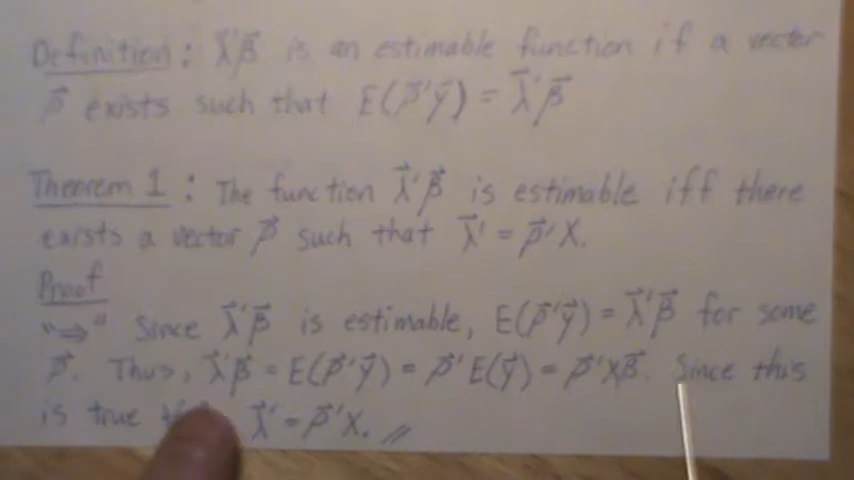 Definition: λ⃗'β⃗ is an estimable function if a vector
p⃗ exists such that E(p⃗'y⃗) = λ⃗'β⃗
Theorem 1: The function λ⃗'β⃗ is estimable iff there
exists a vector p⃗ such that λ⃗' = p⃗'X.
Proof
"⇒" Since λ⃗'β⃗ is estimable, E(p⃗'y⃗) = λ⃗'β⃗ for some
p⃗. Thus, λ⃗'β⃗ = E(p⃗'y⃗) = p⃗'E(y⃗) = p⃗'Xβ⃗. Since this
is true λ⃗' = p⃗'X. //